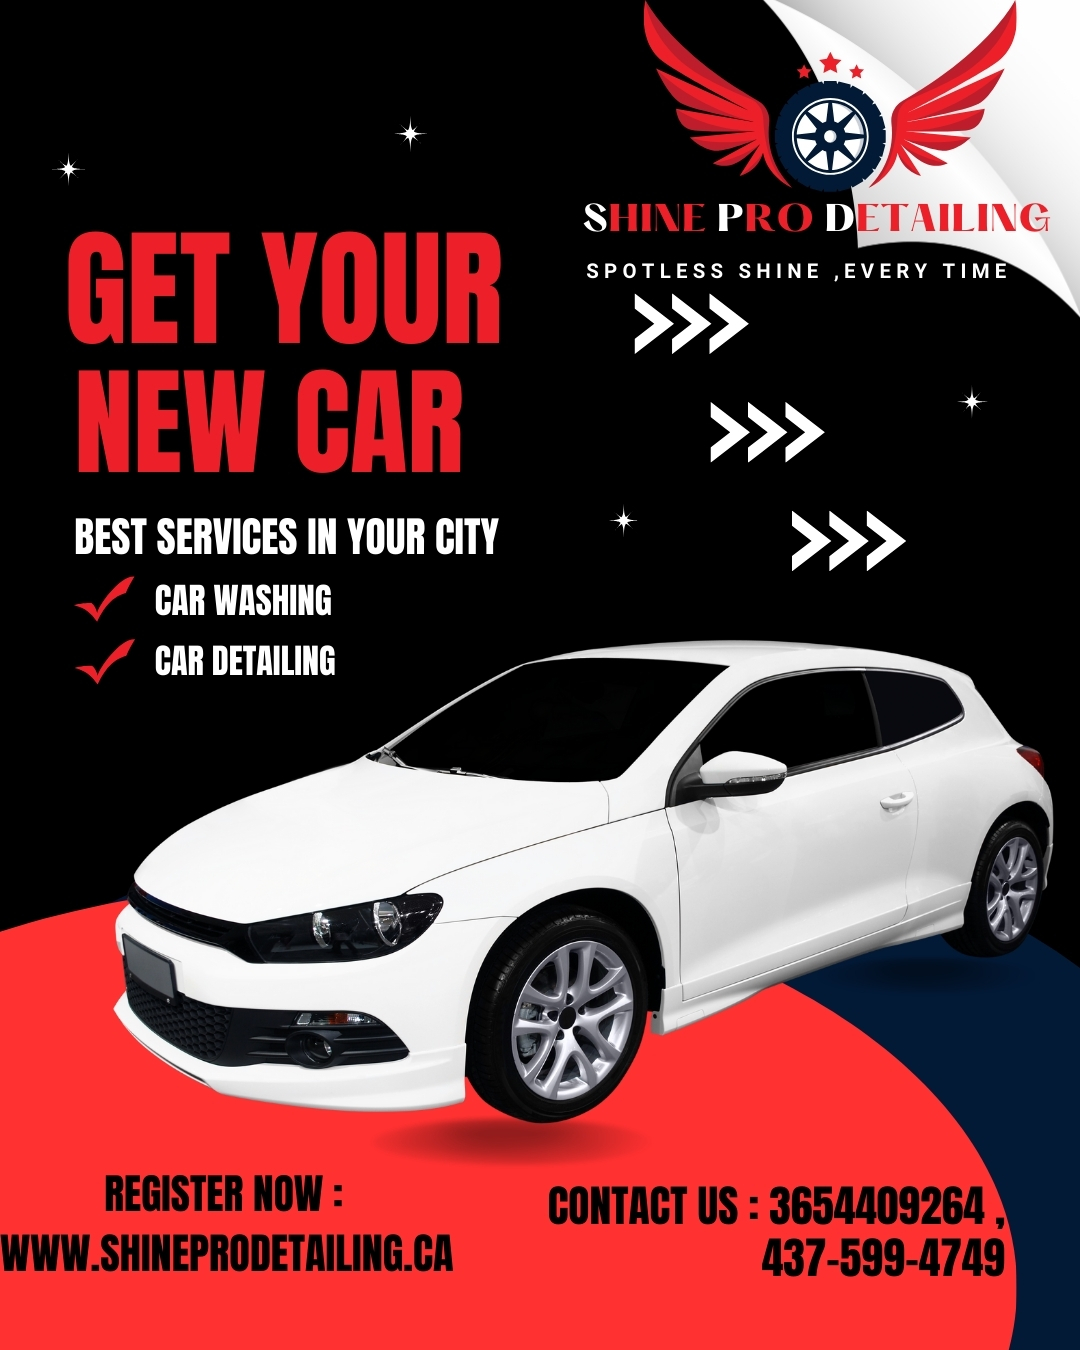 SHINE PRO DETAILING
SPOTLESS SHINE ,EVERY TIME
GET YOUR
NEW CAR
BEST SERVICES IN YOUR CITY
CAR WASHING
CAR DETAILING
REGISTER NOW :
WWW.SHINEPRODETAILING.CA
CONTACT US : 3654409264 ,
437-599-4749